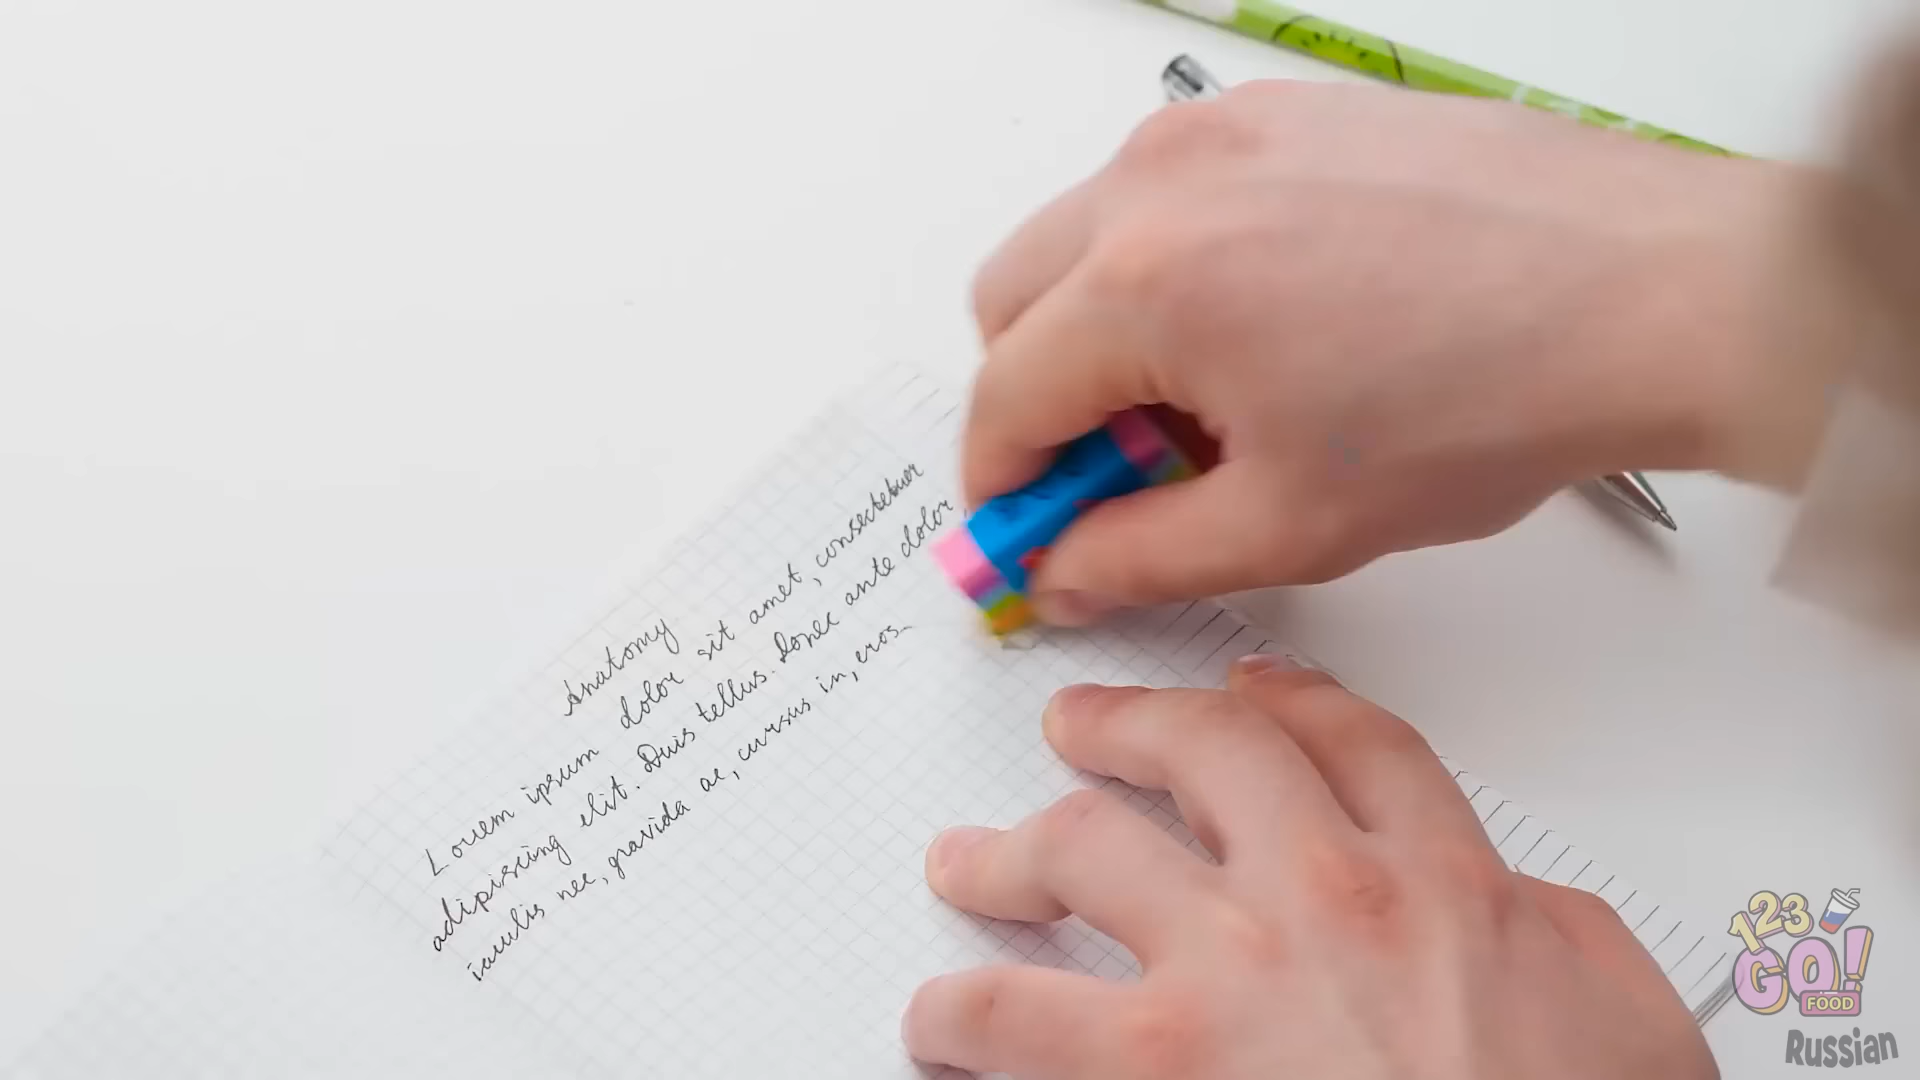 Anatomy
Lorem ipsum dolor sit amet, consectetuer
adipiscing elit. Duis tellus. Donec ante dolor,
iaculis nec, gravida ac, cursus in, eros.
123
GO!
FOOD
Russian